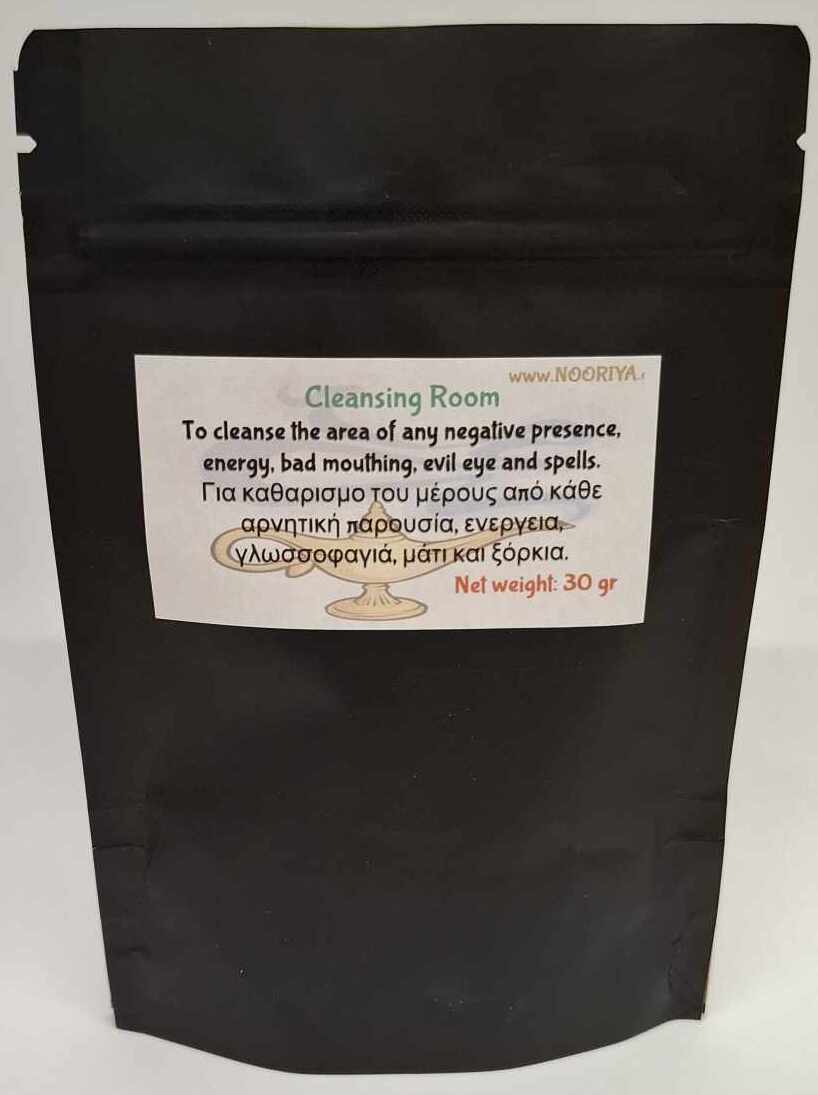 www.NOORIYA.
Cleansing Room
To cleanse the area of any negative presence,
energy, bad mouthing, evil eye and spells.
Για καθαρισμο του μέρους από κάθε
αρνητική παρουσία, ενεργεια,
γλωσσοφαγιά, μάτι και ξόρκια.
Net weight: 30 gr